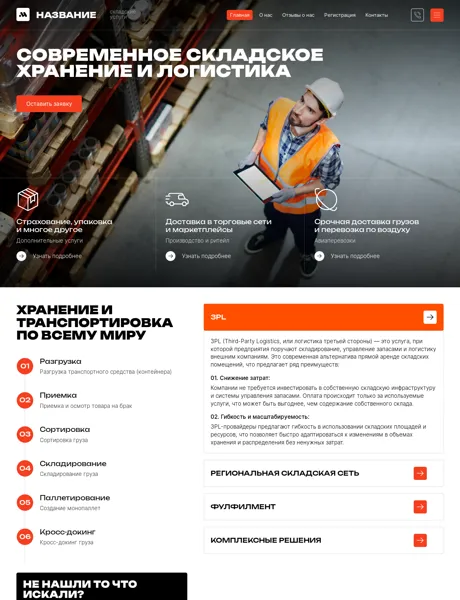 НАЗВАНИЕ
складские
услуги
Главная
О нас
Отзывы о нас
Регистрация
Контакты
СОВРЕМЕННОЕ СКЛАДСКОЕ
ХРАНЕНИЕ И ЛОГИСТИКА
Оставить заявку
Страхование, упаковка
и многое другое
Дополнительные услуги
Узнать подробнее
Доставка в торговые сети
и маркетплейсы
Производство и ритейл
Узнать подробнее
Срочная доставка грузов
и перевозка по воздуху
Авиаперевозки
Узнать подробнее
ХРАНЕНИЕ И
ТРАНСПОРТИРОВКА
ПО ВСЕМУ МИРУ
01
Разгрузка
Разгрузка транспортного средства (контейнера)
02
Приемка
Приемка и осмотр товара на брак
03
Сортировка
Сортировка груза
04
Складирование
Складирование груза
05
Паллетирование
Создание монопаллет
06
Кросс-докинг
Кросс-докинг груза
НЕ НАШЛИ ТО ЧТО
ИСКАЛИ?
3PL
3PL (Third-Party Logistics, или логистика третьей стороны) — это услуга, при
которой предприятия поручают складирование, управление запасами и логистику
внешним компаниям. Это современная альтернатива прямой аренде складских
помещений, что предлагает ряд преимуществ:
01. Снижение затрат:
Компании не требуется инвестировать в собственную складскую инфраструктуру
и системы управления запасами. Оплата происходит только за используемые
услуги, что может быть выгоднее, чем содержание собственного склада.
02. Гибкость и масштабируемость:
3PL-провайдеры предлагают гибкость в использовании складских площадей и
ресурсов, что позволяет быстро адаптироваться к изменениям в объемах
хранения и распределения без ненужных затрат.
РЕГИОНАЛЬНАЯ СКЛАДСКАЯ СЕТЬ
ФУЛФИЛМЕНТ
КОМПЛЕКСНЫЕ РЕШЕНИЯ